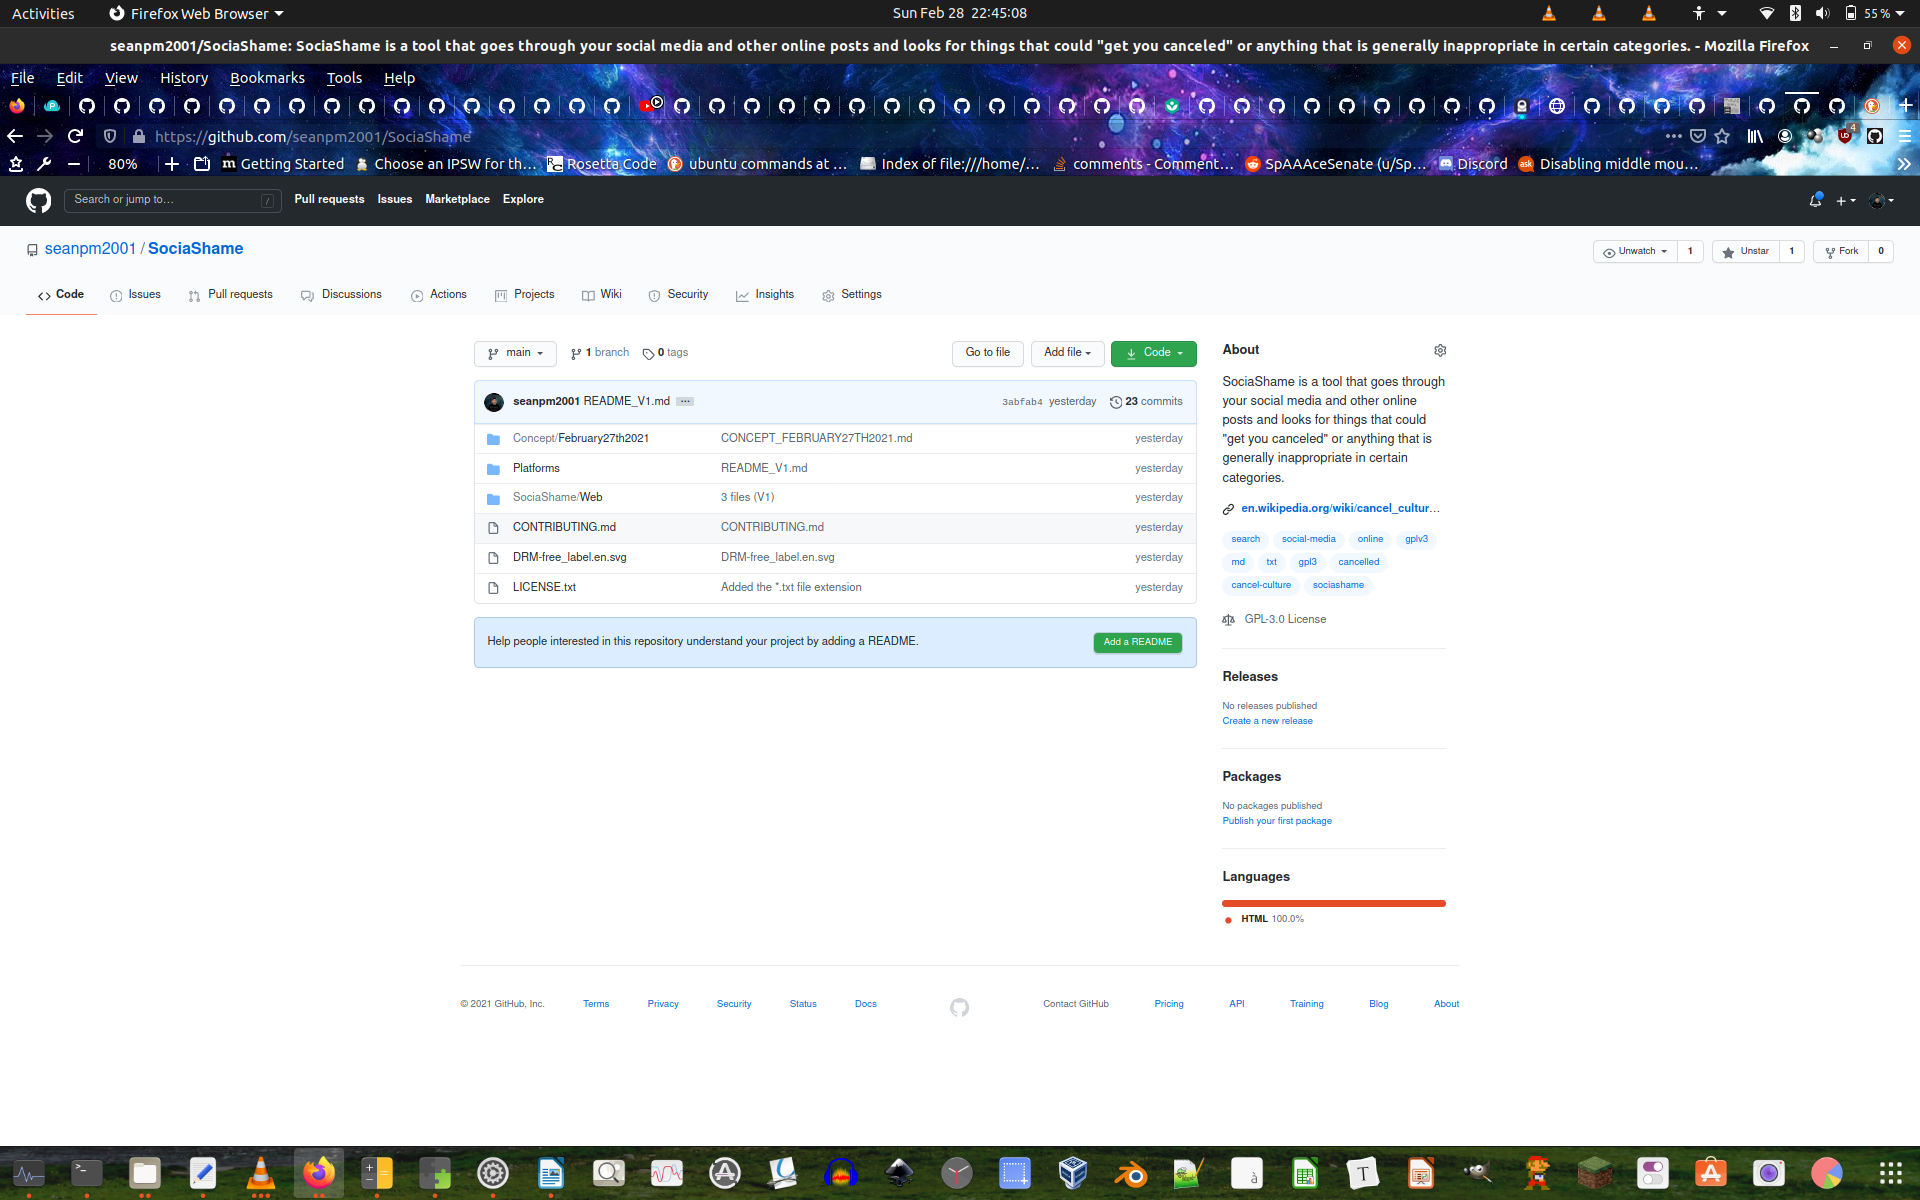 Activities Firefox Web Browser Sun Feb 28 22:45:08 55 %
seanpm2001/SociaShame: SociaShame is a tool that goes through your social media and other online posts and looks for things that could "get you canceled" or anything that is generally inappropriate in certain categories. - Mozilla Firefox
File Edit View History Bookmarks Tools Help
https://github.com/seanpm2001/SociaShame 4
80% Getting Started Choose an IPSW for th… Rosetta Code ubuntu commands at … Index of file:///home/… comments - Comment… SpAAAceSenate (u/Sp… Discord Disabling middle mou…
Search or jump to… / Pull requests Issues Marketplace Explore
seanpm2001 / SociaShame Unwatch 1 Unstar 1 Fork 0
Code Issues Pull requests Discussions Actions Projects Wiki Security Insights Settings
main 1 branch 0 tags Go to file Add file Code
seanpm2001 README_V1.md … 3abfab4 yesterday 23 commits
Concept/February27th2021 CONCEPT_FEBRUARY27TH2021.md yesterday
Platforms README_V1.md yesterday
SociaShame/Web 3 files (V1) yesterday
CONTRIBUTING.md CONTRIBUTING.md yesterday
DRM-free_label.en.svg DRM-free_label.en.svg yesterday
LICENSE.txt Added the *.txt file extension yesterday
Help people interested in this repository understand your project by adding a README. Add a README
About
SociaShame is a tool that goes through
your social media and other online
posts and looks for things that could
"get you canceled" or anything that is
generally inappropriate in certain
categories.
en.wikipedia.org/wiki/cancel_cultur…
search social-media online gplv3
md txt gpl3 cancelled
cancel-culture sociashame
GPL-3.0 License
Releases
No releases published
Create a new release
Packages
No packages published
Publish your first package
Languages
HTML 100.0%
© 2021 GitHub, Inc. Terms Privacy Security Status Docs Contact GitHub Pricing API Training Blog About